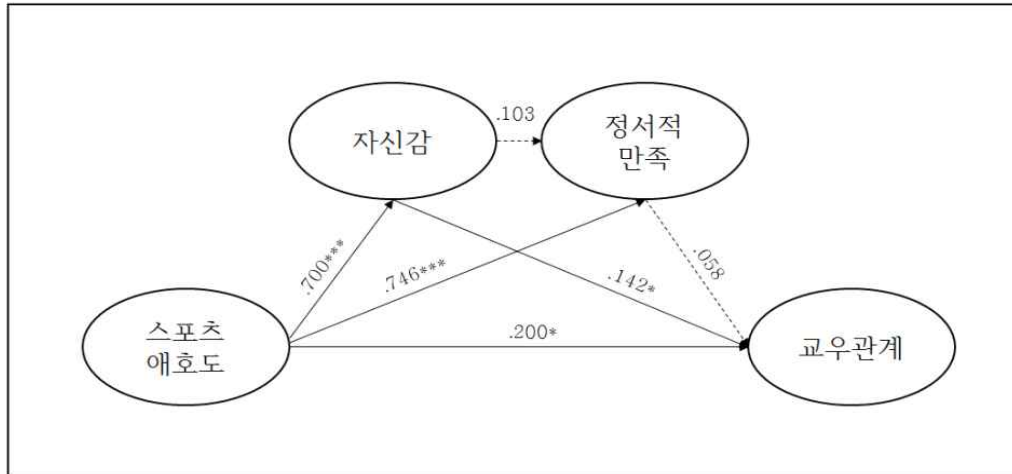 자신감
.103
정서적
만족
.700***
.746***
.142*
.058
스포츠
애호도
.200*
교우관계